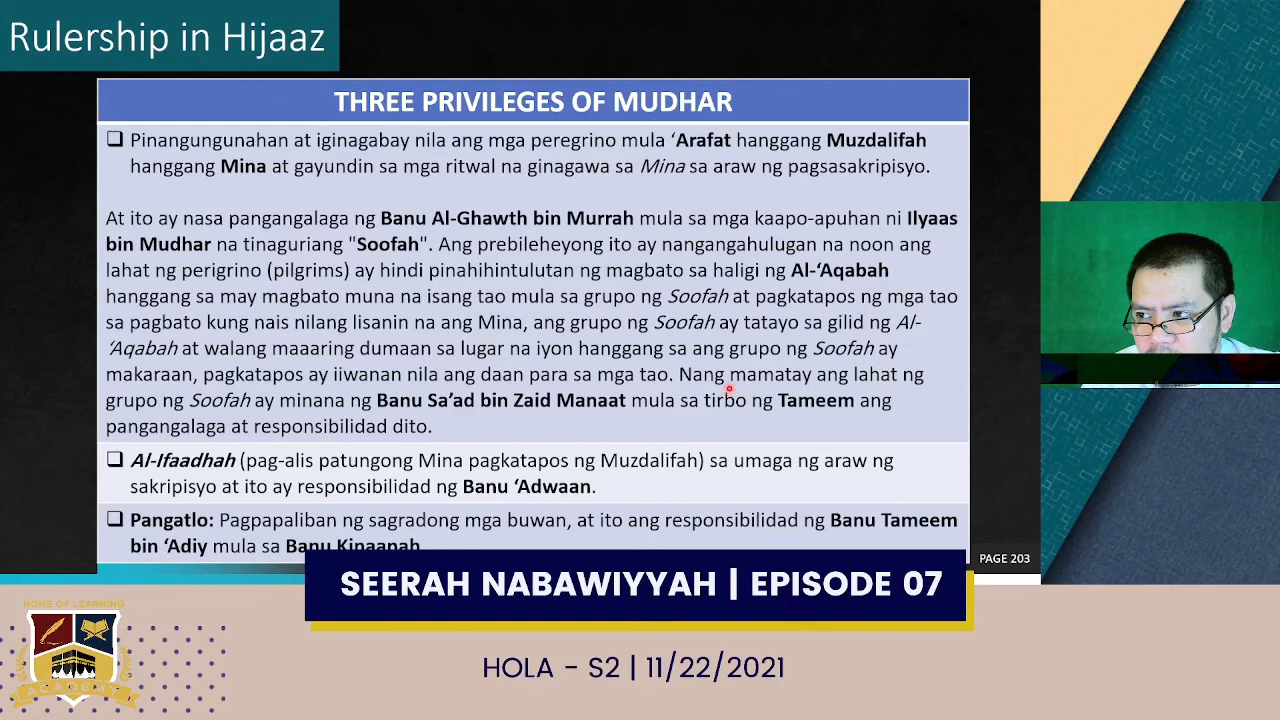 Rulership in Hijaaz
THREE PRIVILEGES OF MUDHAR
Pinangungunahan at iginagabay nila ang mga peregrino mula ‘Arafat hanggang Muzdalifah
hanggang Mina at gayundin sa mga ritwal na ginagawa sa Mina sa araw ng pagsasakripisyo.
At ito ay nasa pangangalaga ng Banu Al-Ghawth bin Murrah mula sa mga kaapo-apuhan ni Ilyaas
bin Mudhar na tinaguriang "Soofah". Ang prebileheyong ito ay nangangahulugan na noon ang
lahat ng perigrino (pilgrims) ay hindi pinahihintulutan ng magbato sa haligi ng Al-‘Aqabah
hanggang sa may magbato muna na isang tao mula sa grupo ng Soofah at pagkatapos ng mga tao
sa pagbato kung nais nilang lisanin na ang Mina, ang grupo ng Soofah ay tatayo sa gilid ng Al-
‘Aqabah at walang maaaring dumaan sa lugar na iyon hanggang sa ang grupo ng Soofah ay
makaraan, pagkatapos ay iiwanan nila ang daan para sa mga tao. Nang mamatay ang lahat ng
grupo ng Soofah ay minana ng Banu Sa’ad bin Zaid Manaat mula sa tirbo ng Tameem ang
pangangalaga at responsibilidad dito.
Al-Ifaadhah (pag-alis patungong Mina pagkatapos ng Muzdalifah) sa umaga ng araw ng
sakripisyo at ito ay responsibilidad ng Banu ‘Adwaan.
Pangatlo: Pagpapaliban ng sagradong mga buwan, at ito ang responsibilidad ng Banu Tameem
bin ‘Adiy mula sa Banu Kinaanah
PAGE 203
SEERAH NABAWIYYAH | EPISODE 07
HOME OF LEARNING
ACADEMY
HOLA - S2 | 11/22/2021